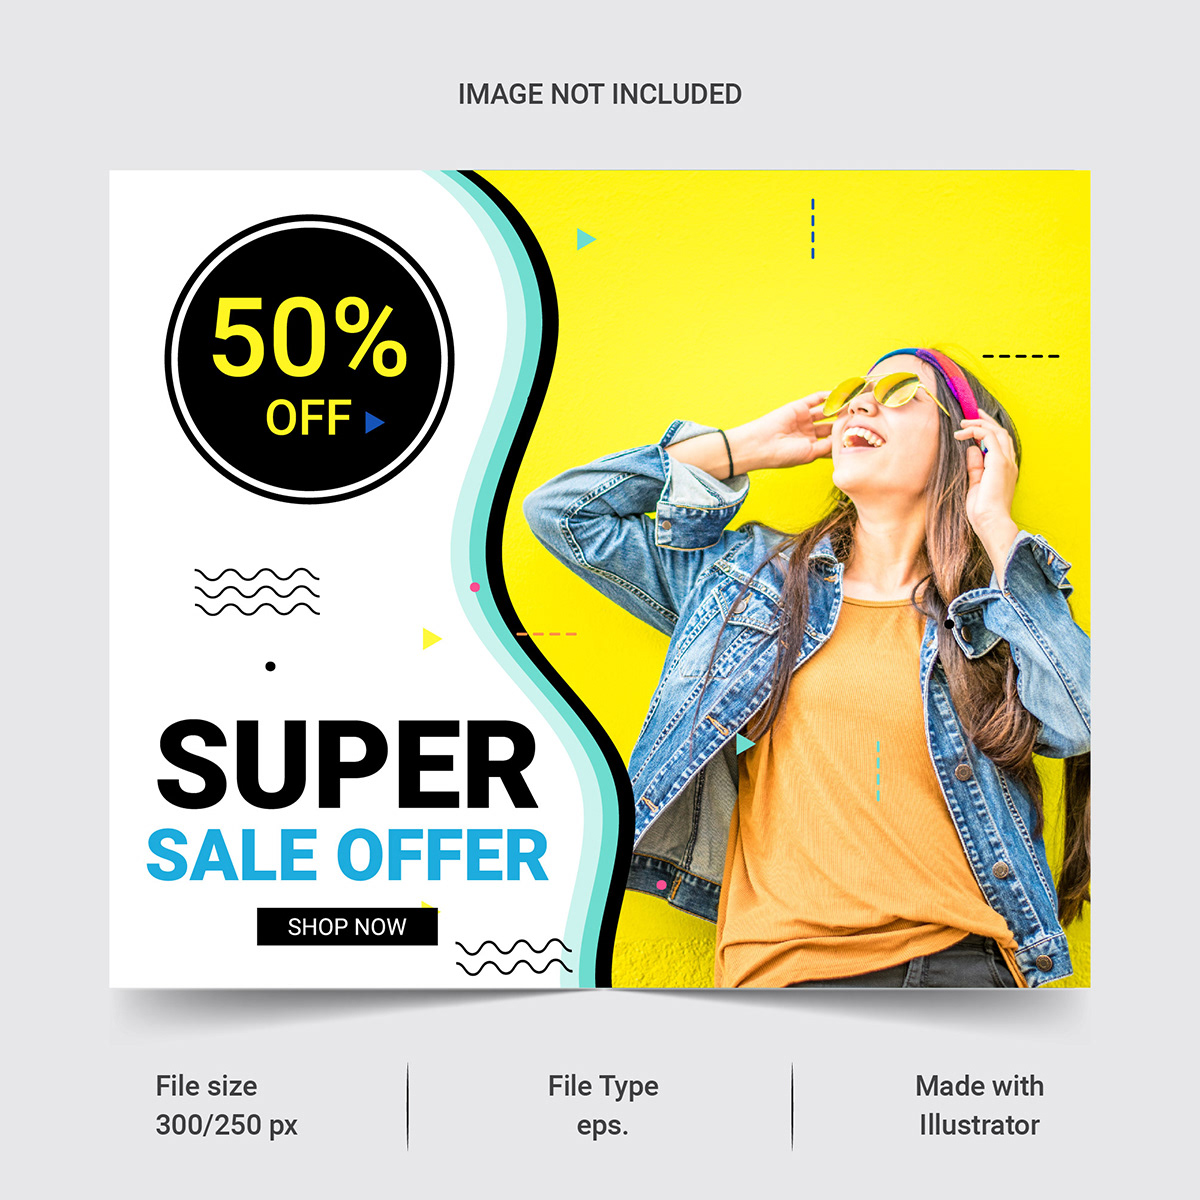 IMAGE NOT INCLUDED
50%
OFF
SUPER
SALE OFFER
SHOP NOW
File size
300/250 px
File Type
eps.
Made with
Illustrator